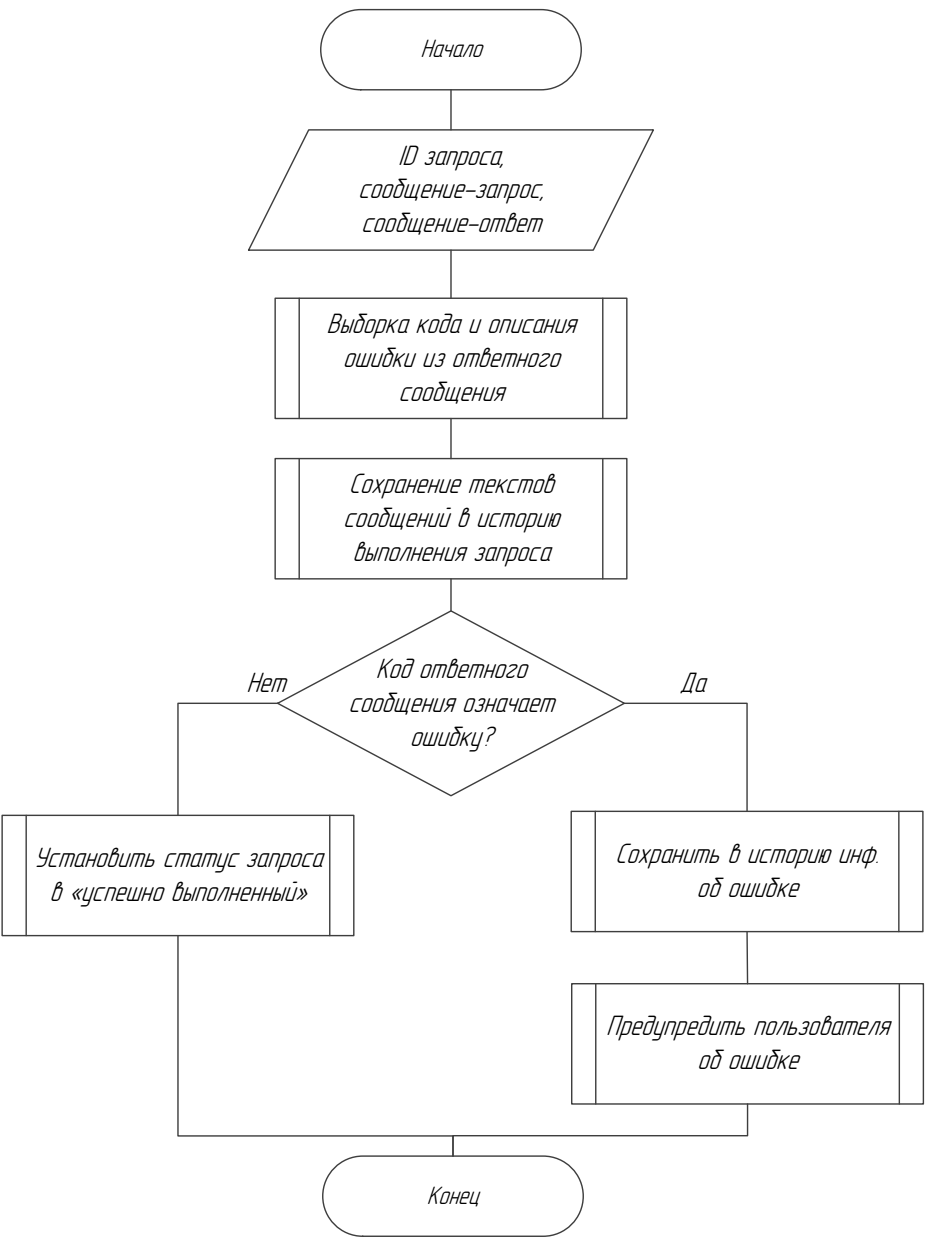 Начало
ID запроса,
сообщение-запрос,
сообщение-ответ
Выборка кода и описания
ошибки из ответного
сообщения
Сохранение текстов
сообщений в историю
выполнения запроса
Код ответного
сообщения означает
ошибку?
Нет
Да
Установить статус запроса
в «успешно выполненный»
Сохранить в историю инф.
об ошибке
Предупредить пользователя
об ошибке
Конец